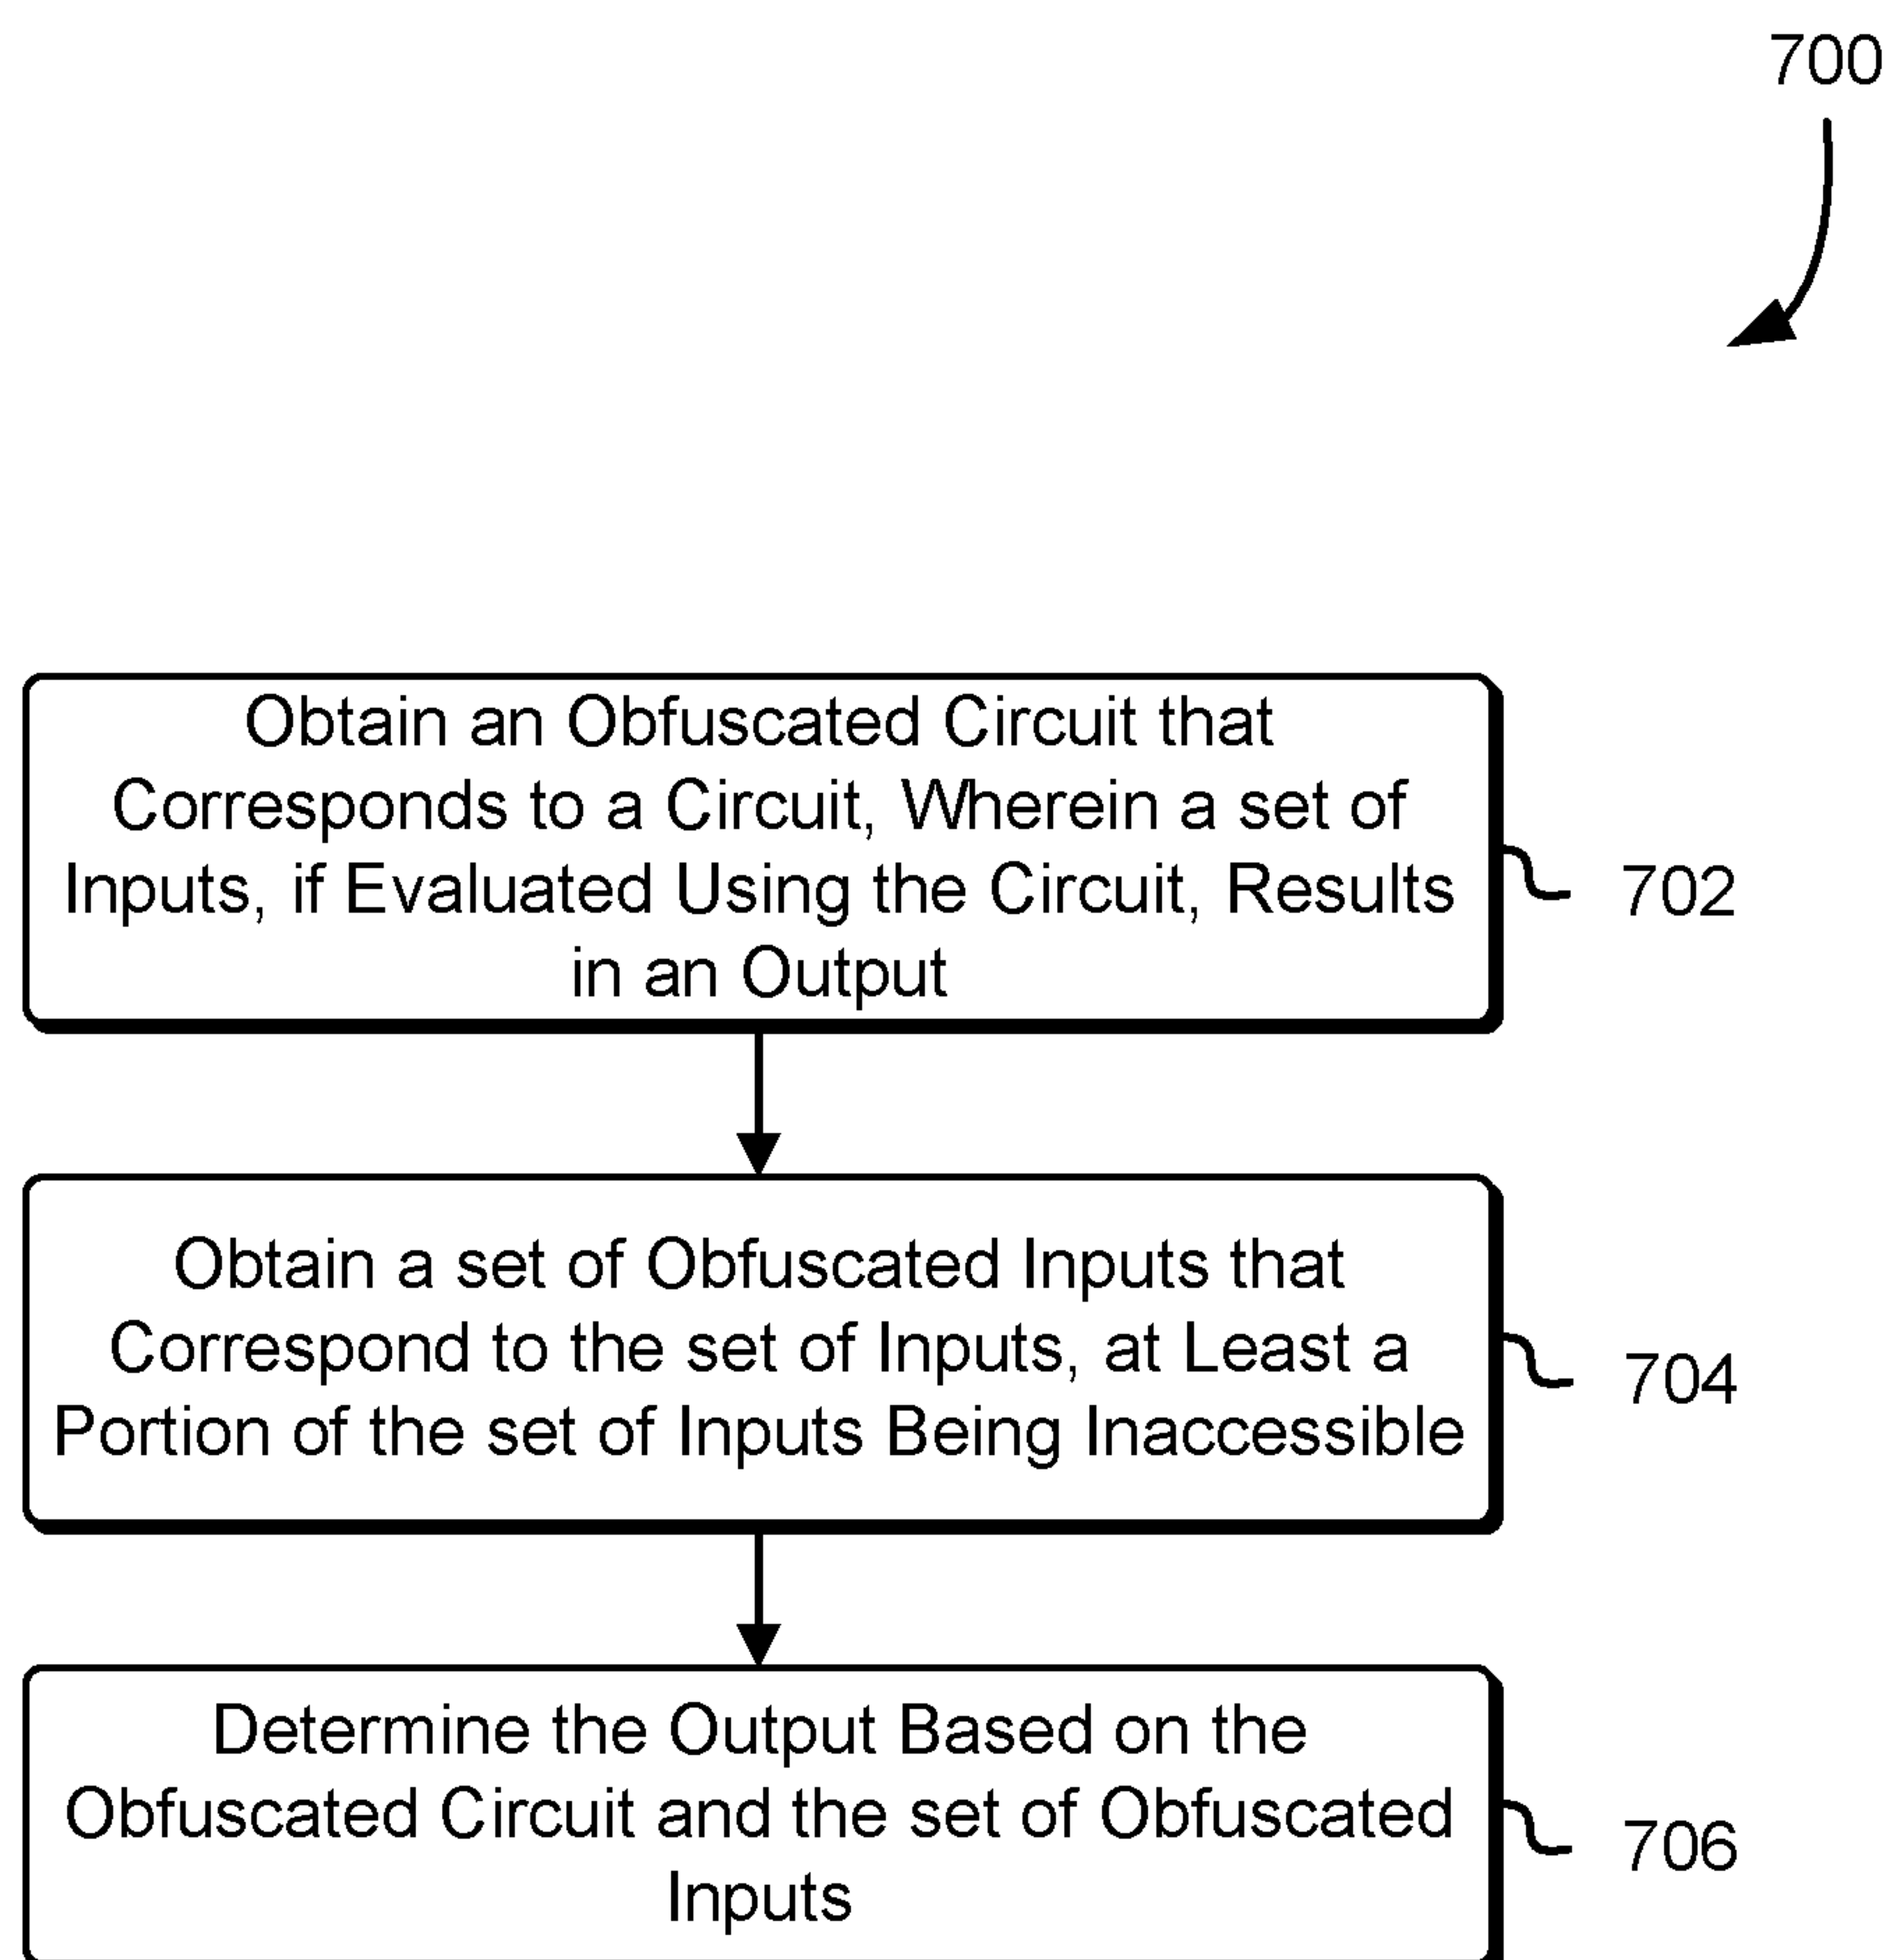 700
Obtain an Obfuscated Circuit that
Corresponds to a Circuit, Wherein a set of
Inputs, if Evaluated Using the Circuit, Results
in an Output
702
Obtain a set of Obfuscated Inputs that
Correspond to the set of Inputs, at Least a
Portion of the set of Inputs Being Inaccessible
704
Determine the Output Based on the
Obfuscated Circuit and the set of Obfuscated
Inputs
706